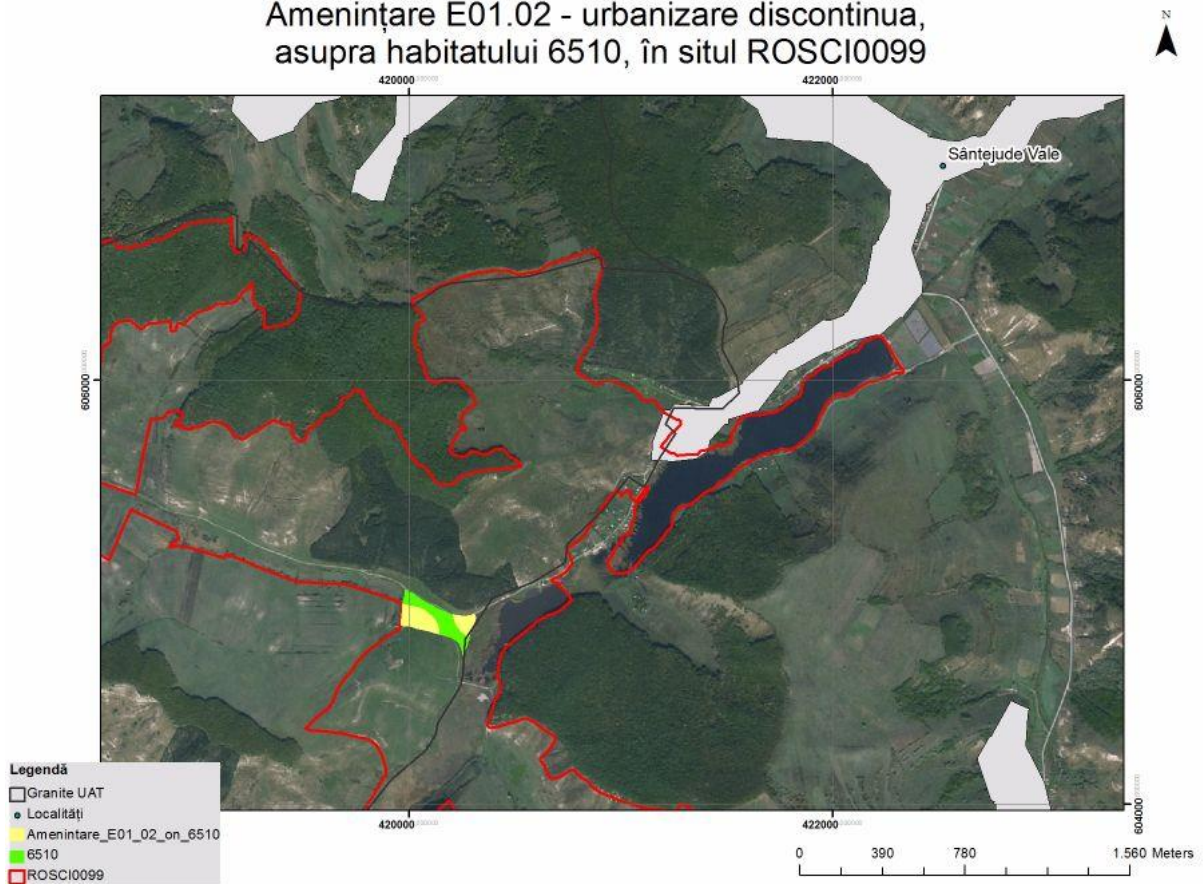 Amenințare E01.02 - urbanizare discontinua,
asupra habitatului 6510, în situl ROSCI0099
N
420000
422000
Sântejude Vale
606000
606000
604000
420000
422000
Legendă
Granite UAT
Localități
Amenintare_E01_02_on_6510
6510
ROSCI0099
0 390 780 1.560 Meters